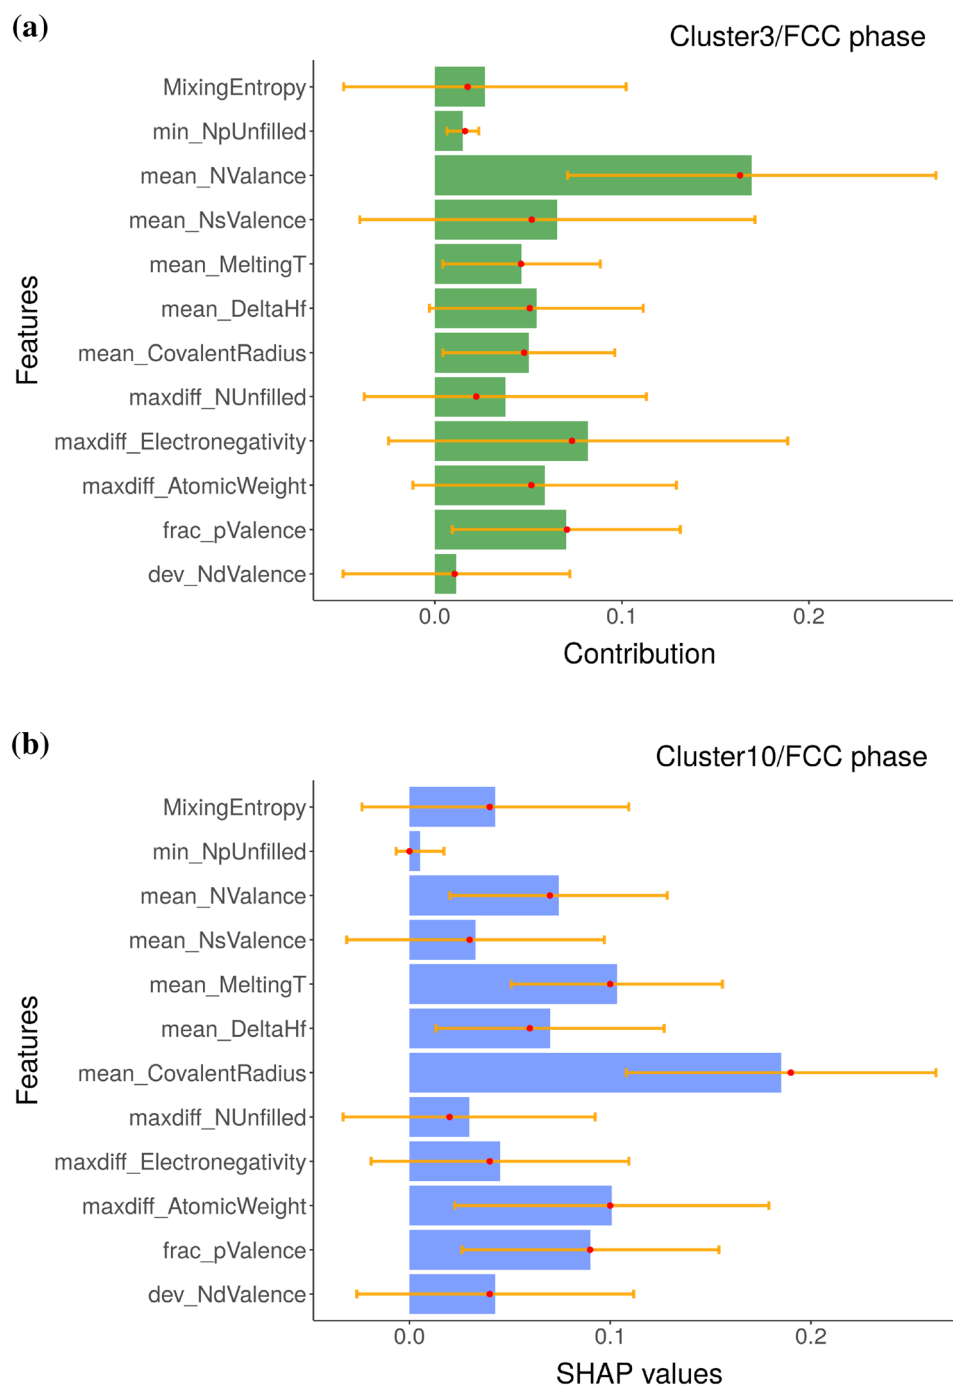 (a)
Cluster3/FCC phase
MixingEntropy
min_NpUnfilled
mean_NValance
mean_NsValence
mean_MeltingT
mean_DeltaHf
mean_CovalentRadius
maxdiff_NUnfilled
maxdiff_Electronegativity
maxdiff_AtomicWeight
frac_pValence
dev_NdValence
Features
0.0 0.1 0.2
Contribution
(b)
Cluster10/FCC phase
MixingEntropy
min_NpUnfilled
mean_NValance
mean_NsValence
mean_MeltingT
mean_DeltaHf
mean_CovalentRadius
maxdiff_NUnfilled
maxdiff_Electronegativity
maxdiff_AtomicWeight
frac_pValence
dev_NdValence
Features
0.0 0.1 0.2
SHAP values